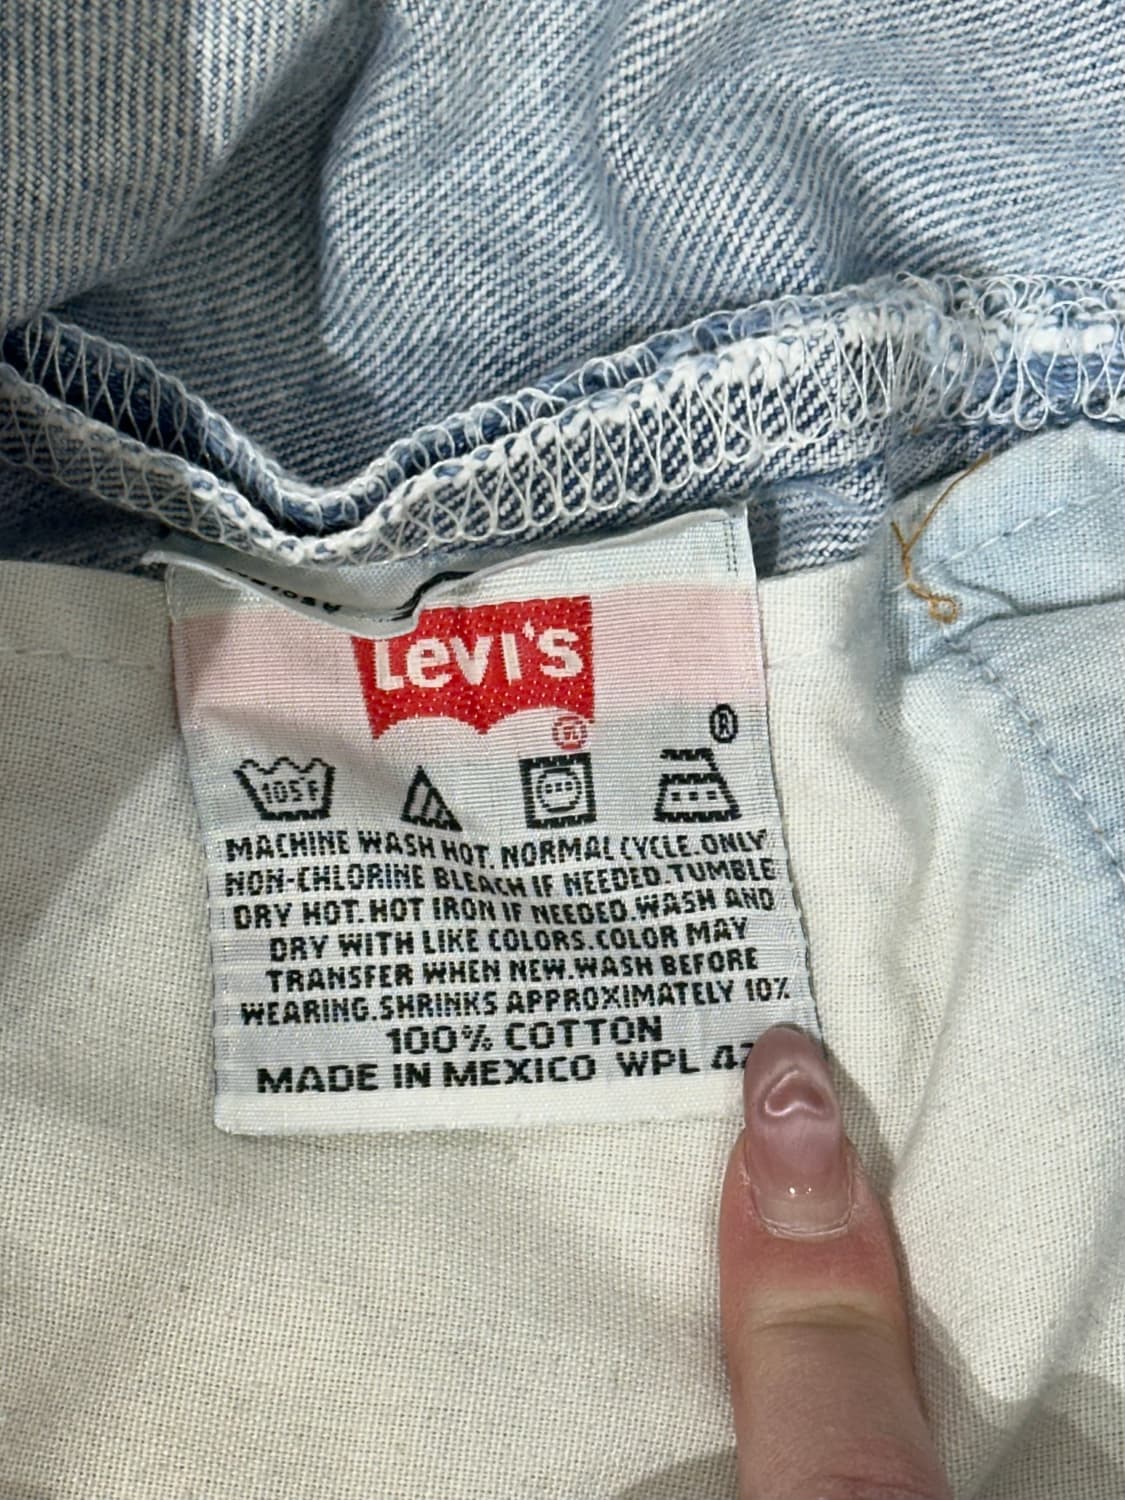 Levi's
®
105°F
MACHINE WASH HOT. NORMAL CYCLE. ONLY
NON-CHLORINE BLEACH IF NEEDED. TUMBLE
DRY HOT. HOT IRON IF NEEDED. WASH AND
DRY WITH LIKE COLORS. COLOR MAY
TRANSFER WHEN NEW. WASH BEFORE
WEARING. SHRINKS APPROXIMATELY 10%
100% COTTON
MADE IN MEXICO WPL